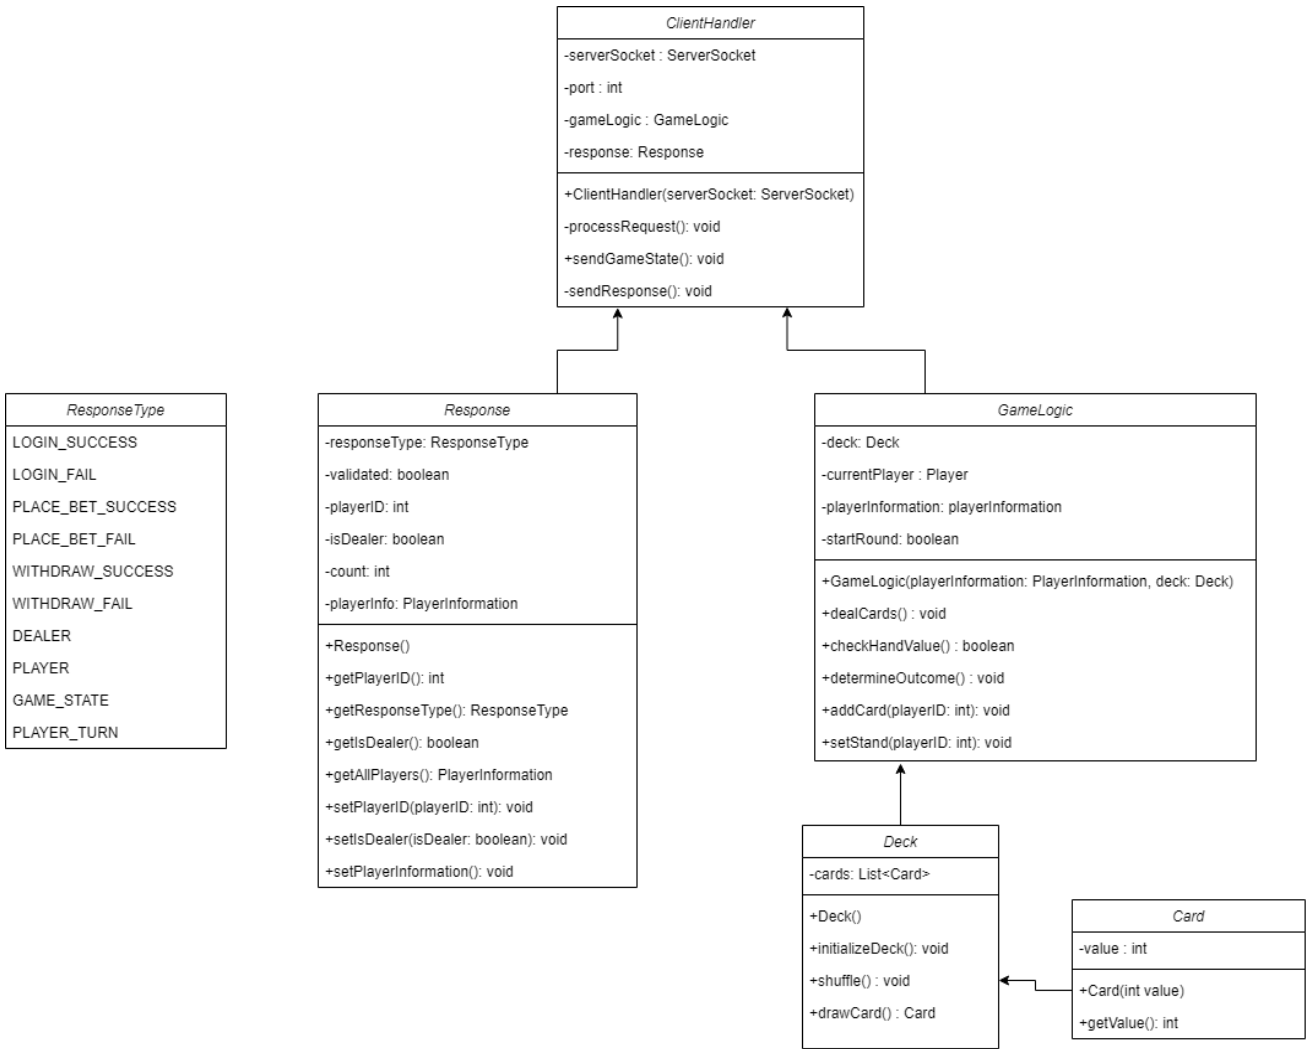 ClientHandler
-serverSocket : ServerSocket
-port : int
-gameLogic : GameLogic
-response: Response
+ClientHandler(serverSocket: ServerSocket)
-processRequest(): void
+sendGameState(): void
-sendResponse(): void
ResponseType
LOGIN_SUCCESS
LOGIN_FAIL
PLACE_BET_SUCCESS
PLACE_BET_FAIL
WITHDRAW_SUCCESS
WITHDRAW_FAIL
DEALER
PLAYER
GAME_STATE
PLAYER_TURN
Response
-responseType: ResponseType
-validated: boolean
-playerID: int
-isDealer: boolean
-count: int
-playerInfo: PlayerInformation
+Response()
+getPlayerID(): int
+getResponseType(): ResponseType
+getIsDealer(): boolean
+getAllPlayers(): PlayerInformation
+setPlayerID(playerID: int): void
+setIsDealer(isDealer: boolean): void
+setPlayerInformation(): void
GameLogic
-deck: Deck
-currentPlayer : Player
-playerInformation: playerInformation
-startRound: boolean
+GameLogic(playerInformation: PlayerInformation, deck: Deck)
+dealCards() : void
+checkHandValue() : boolean
+determineOutcome() : void
+addCard(playerID: int): void
+setStand(playerID: int): void
Deck
-cards: List<Card>
+Deck()
+initializeDeck(): void
+shuffle() : void
+drawCard() : Card
Card
-value : int
+Card(int value)
+getValue(): int